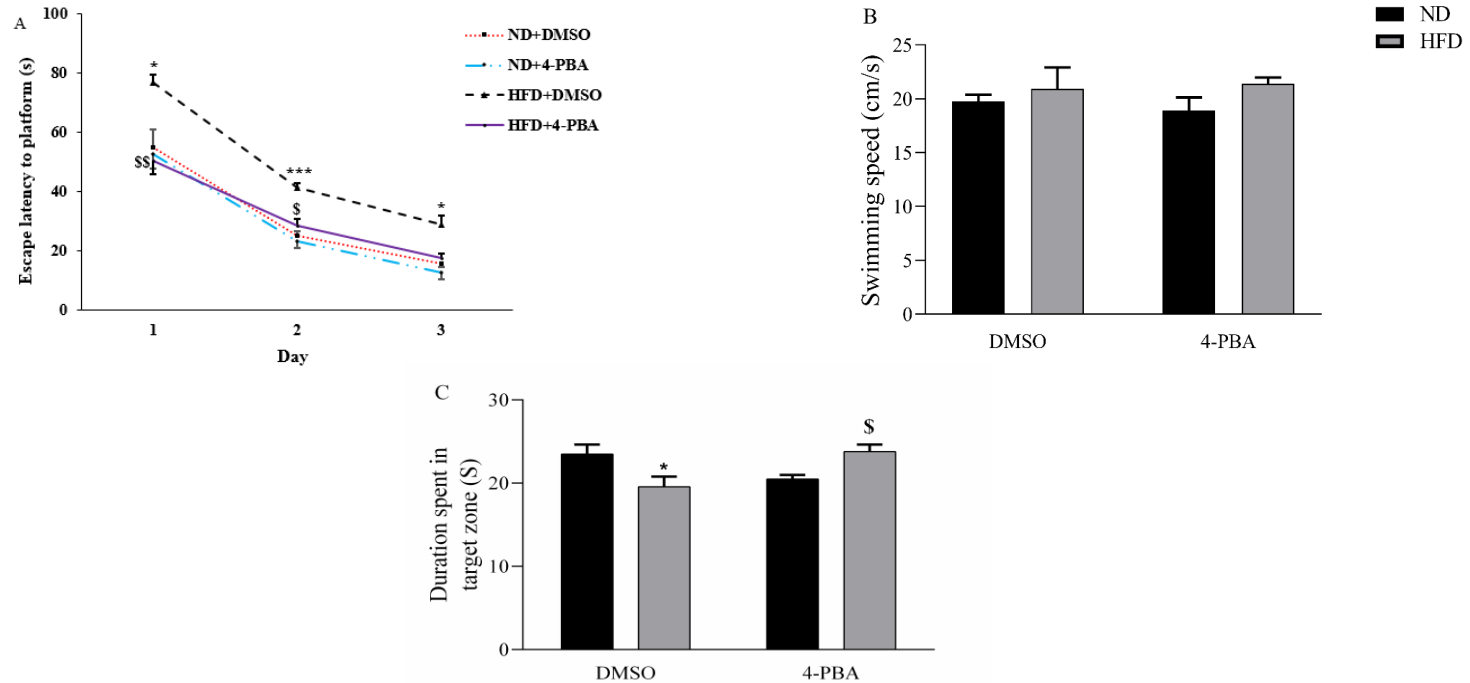 A
Escape latency to platform (s)
100
80
60
40
20
0
*
$$
***
$
*
1
2
3
Day
ND+DMSO
ND+4-PBA
HFD+DMSO
HFD+4-PBA
B
Swimming speed (cm/s)
25
20
15
10
5
0
DMSO
4-PBA
ND
HFD
C
Duration spent in
target zone (S)
30
20
10
0
*
$
DMSO
4-PBA